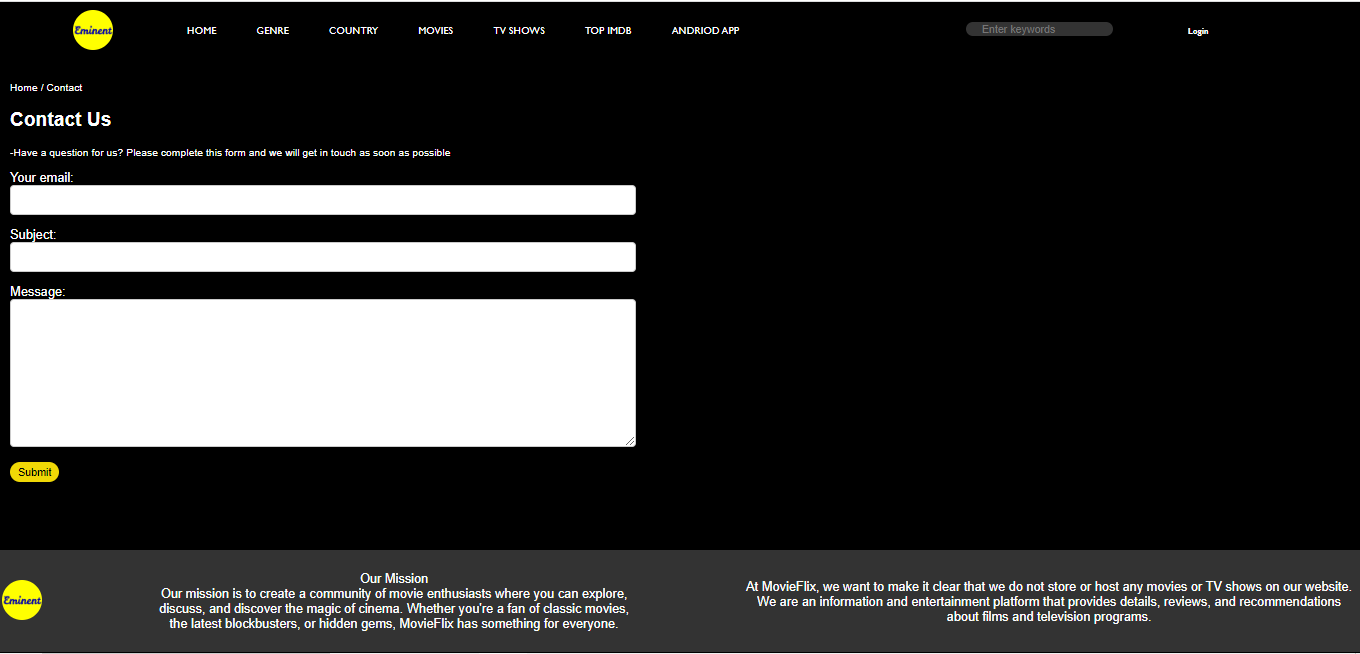 Eminent
HOME GENRE COUNTRY MOVIES TV SHOWS TOP IMDB ANDRIOD APP
Enter keywords
Login
Home / Contact
Contact Us
-Have a question for us? Please complete this form and we will get in touch as soon as possible
Your email:
Subject:
Message:
Submit
Eminent
Our Mission
Our mission is to create a community of movie enthusiasts where you can explore,
discuss, and discover the magic of cinema. Whether you're a fan of classic movies,
the latest blockbusters, or hidden gems, MovieFlix has something for everyone.
At MovieFlix, we want to make it clear that we do not store or host any movies or TV shows on our website.
We are an information and entertainment platform that provides details, reviews, and recommendations
about films and television programs.